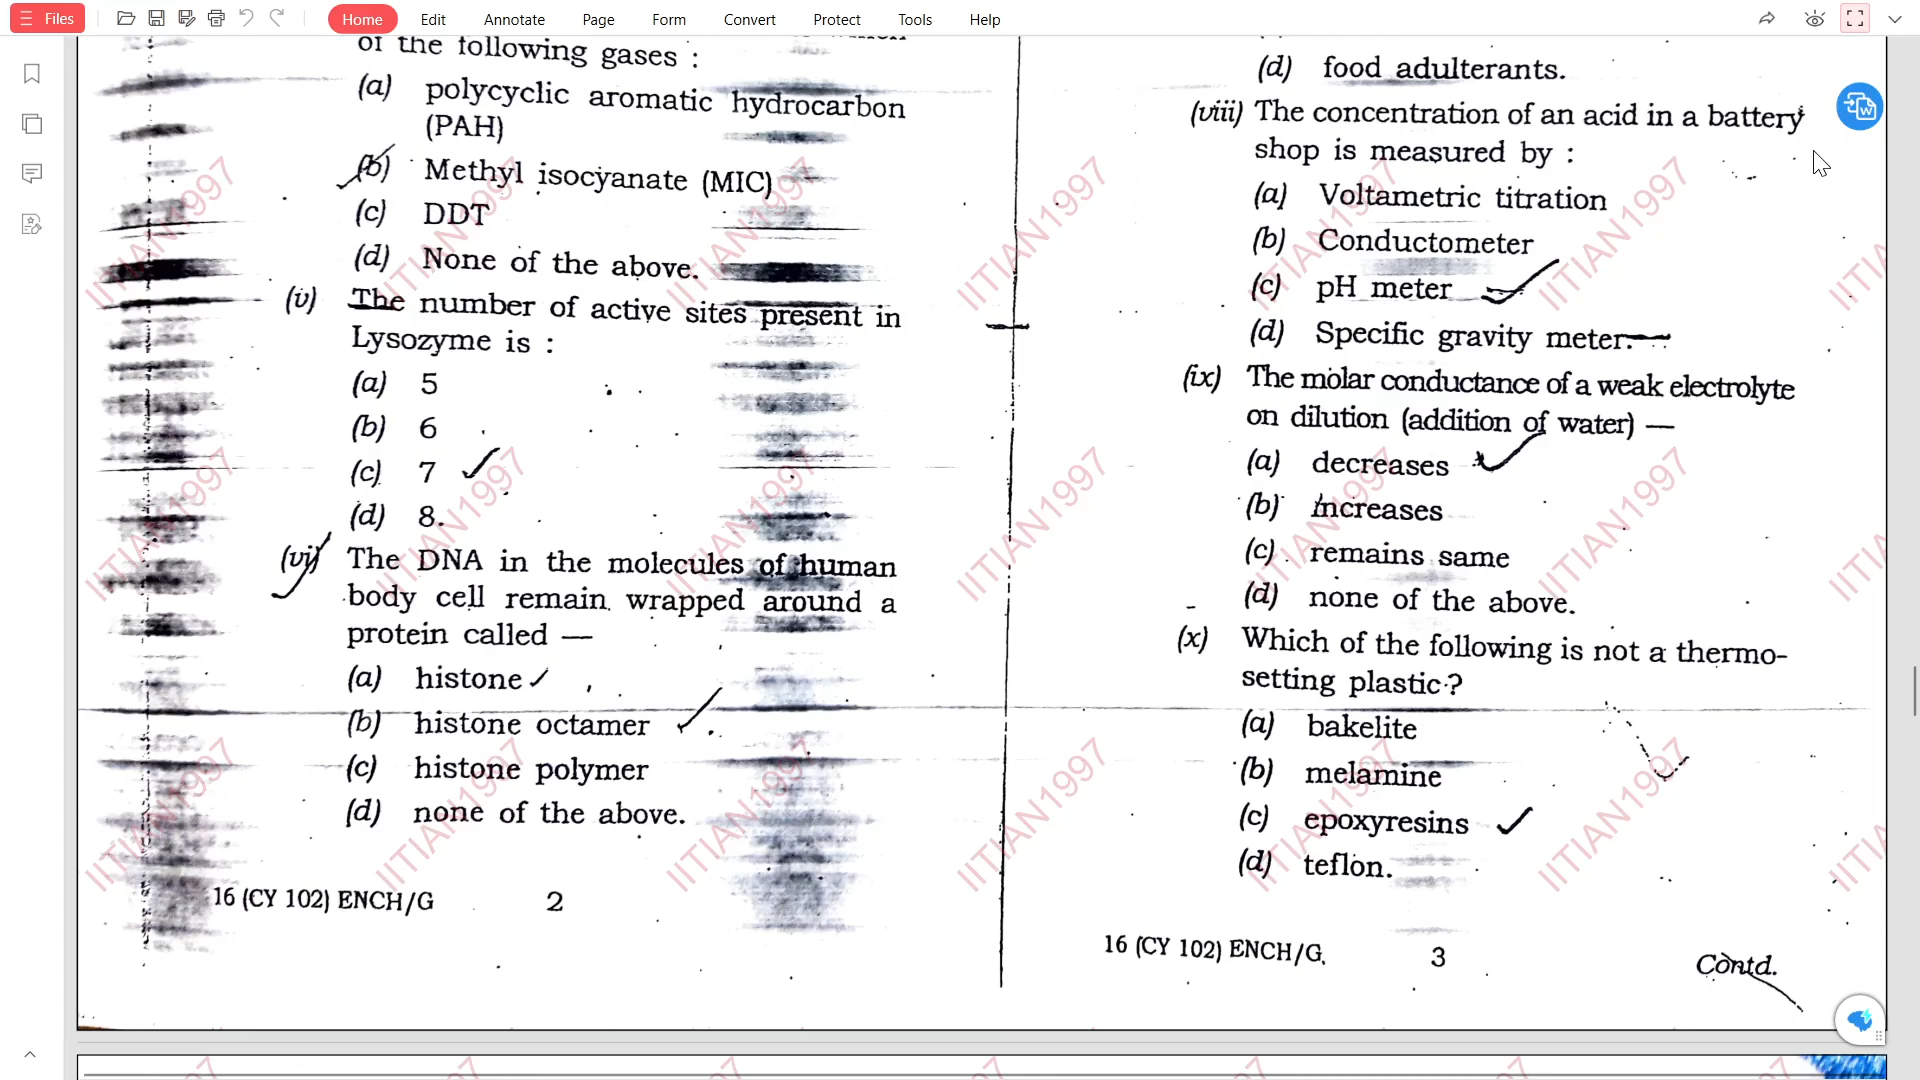 Files
Home
Edit
Annotate
Page
Form
Convert
Protect
Tools
Help
of the following gases :
(a) polycyclic aromatic hydrocarbon
(PAH)
(b) Methyl isocyanate (MIC)
(c) DDT
(d) None of the above.
(v) The number of active sites present in
Lysozyme is :
(a) 5
(b) 6
(c) 7
(d) 8.
(vi) The DNA in the molecules of human
body cell remain wrapped around a
protein called —
(a) histone
(b) histone octamer
(c) histone polymer
(d) none of the above.
16 (CY 102) ENCH/G 2
(d) food adulterants.
(viii) The concentration of an acid in a battery
shop is measured by :
(a) Voltametric titration
(b) Conductometer
(c) pH meter
(d) Specific gravity meter.
(ix) The molar conductance of a weak electrolyte
on dilution (addition of water) —
(a) decreases
(b) increases
(c) remains same
(d) none of the above.
(x) Which of the following is not a thermo-
setting plastic ?
(a) bakelite
(b) melamine
(c) epoxyresins
(d) teflon.
16 (CY 102) ENCH/G. 3 Contd.
IITIAN1997